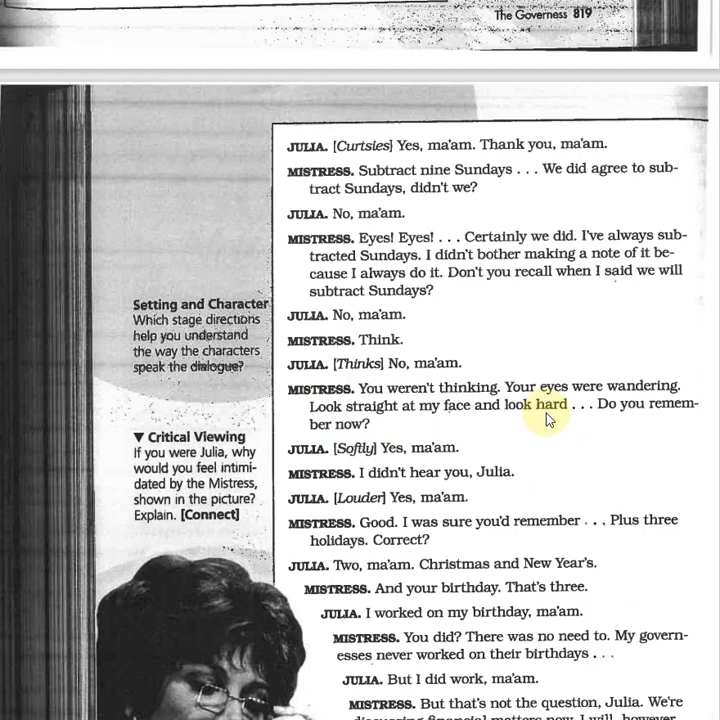 The Governess 819
JULIA. [Curtsies] Yes, ma'am. Thank you, ma'am.
MISTRESS. Subtract nine Sundays . . . We did agree to sub-
tract Sundays, didn't we?
JULIA. No, ma'am.
MISTRESS. Eyes! Eyes! . . . Certainly we did. I've always sub-
tracted Sundays. I didn't bother making a note of it be-
cause I always do it. Don't you recall when I said we will
subtract Sundays?
JULIA. No, ma'am.
MISTRESS. Think.
JULIA. [Thinks] No, ma'am.
MISTRESS. You weren't thinking. Your eyes were wandering.
Look straight at my face and look hard . . . Do you remem-
ber now?
JULIA. [Softly] Yes, ma'am.
MISTRESS. I didn't hear you, Julia.
JULIA. [Louder] Yes, ma'am.
MISTRESS. Good. I was sure you'd remember . . . Plus three
holidays. Correct?
JULIA. Two, ma'am. Christmas and New Year's.
MISTRESS. And your birthday. That's three.
JULIA. I worked on my birthday, ma'am.
MISTRESS. You did? There was no need to. My govern-
esses never worked on their birthdays . . .
JULIA. But I did work, ma'am.
MISTRESS. But that's not the question, Julia. We're
discussing financial matters now. I will, however,
Setting and Character
Which stage directions
help you understand
the way the characters
speak the dialogue?
▼ Critical Viewing
If you were Julia, why
would you feel intimi-
dated by the Mistress,
shown in the picture?
Explain. [Connect]